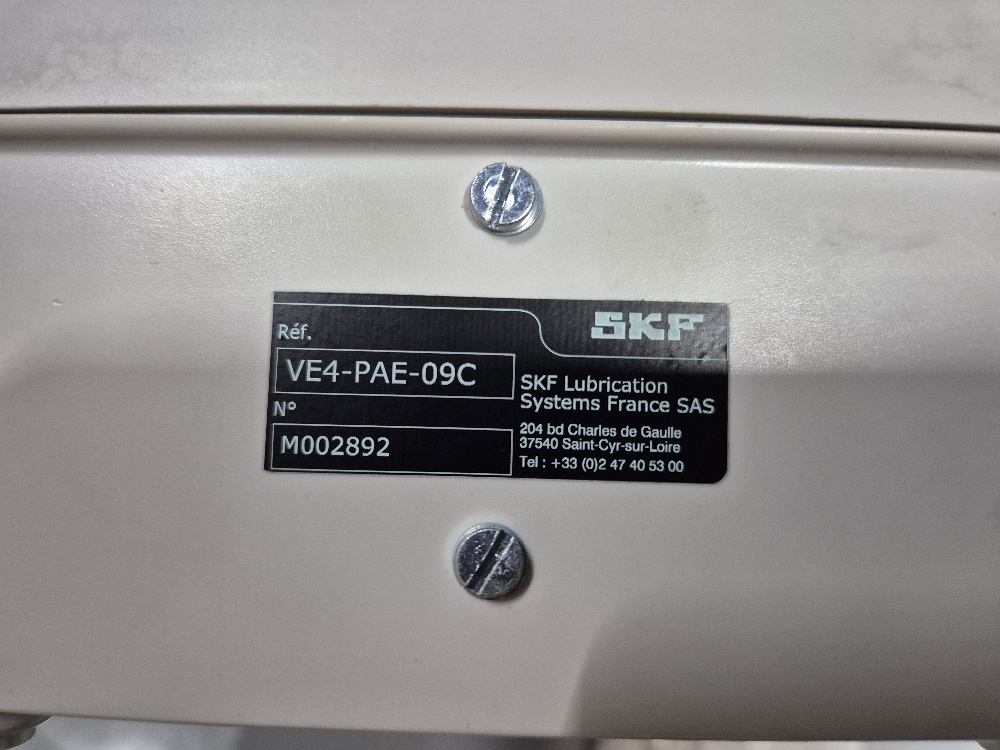 SKF
Réf.
VE4-PAE-09C
N°
M002892
SKF Lubrication
Systems France SAS
204 bd Charles de Gaulle
37540 Saint-Cyr-sur-Loire
Tel : +33 (0)2 47 40 53 00